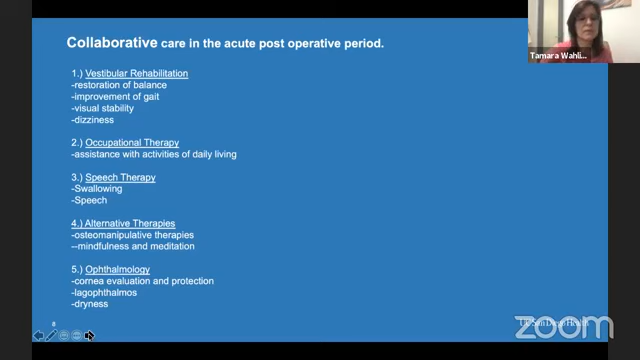 Collaborative care in the acute post operative period.
Tamara Wahli...
1.) Vestibular Rehabilitation
-restoration of balance
-improvement of gait
-visual stability
-dizziness
2.) Occupational Therapy
-assistance with activities of daily living
3.) Speech Therapy
-Swallowing
-Speech
4.) Alternative Therapies
-osteomanipulative therapies
--mindfulness and meditation
5.) Ophthalmology
-cornea evaluation and protection
-lagophthalmos
-dryness
8
zoom